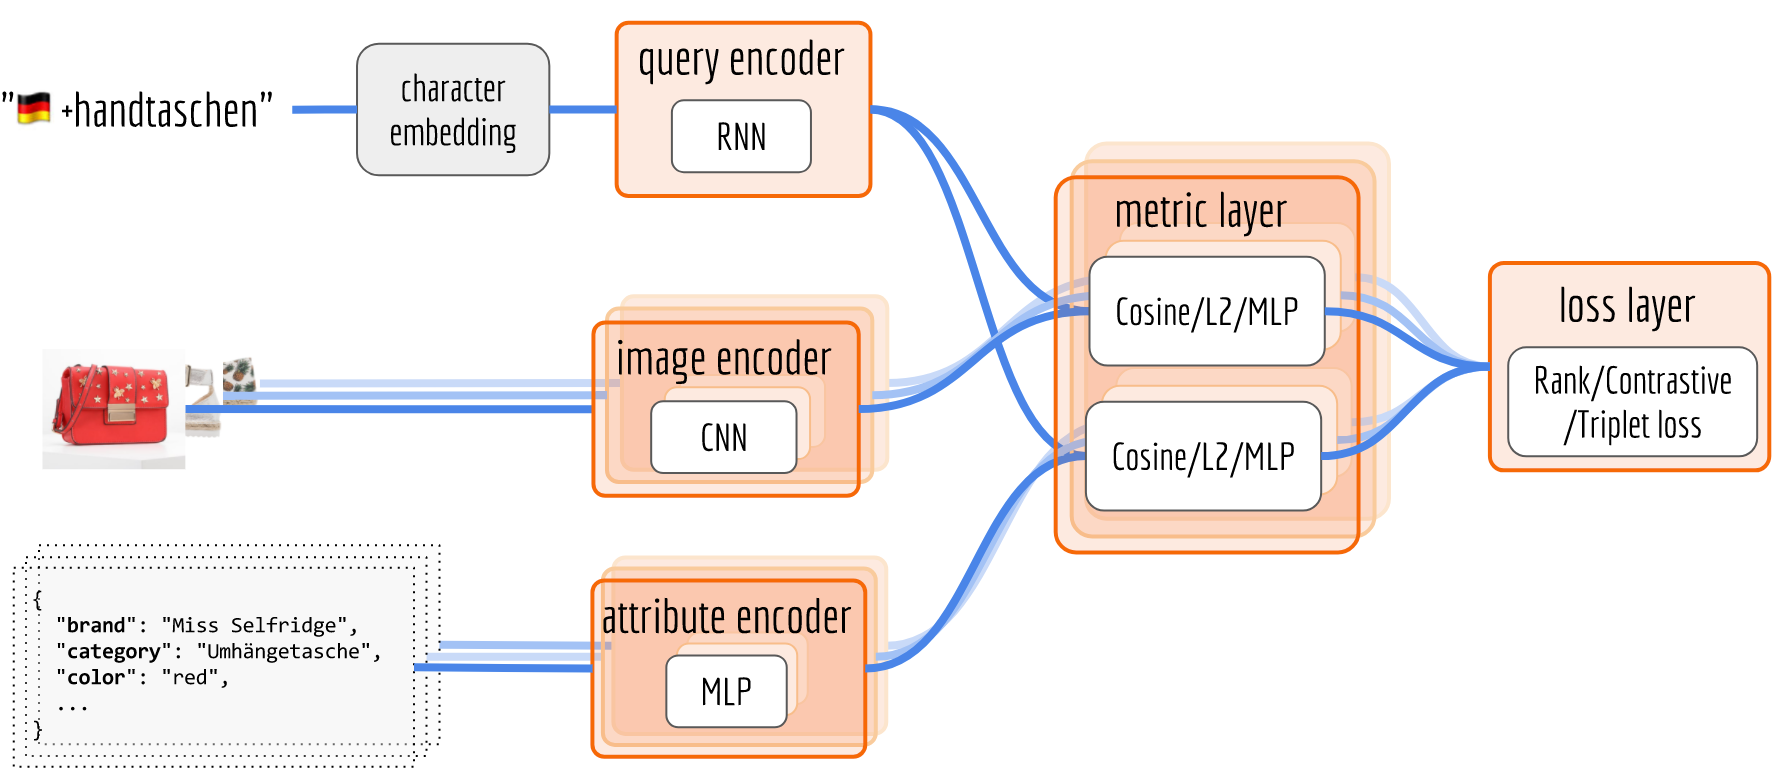 "🇩🇪 +handtaschen"
character
embedding
query encoder
RNN
image encoder
CNN
{
"brand": "Miss Selfridge",
"category": "Umhängetasche",
"color": "red",
...
}
attribute encoder
MLP
metric layer
Cosine/L2/MLP
Cosine/L2/MLP
loss layer
Rank/Contrastive
/Triplet loss